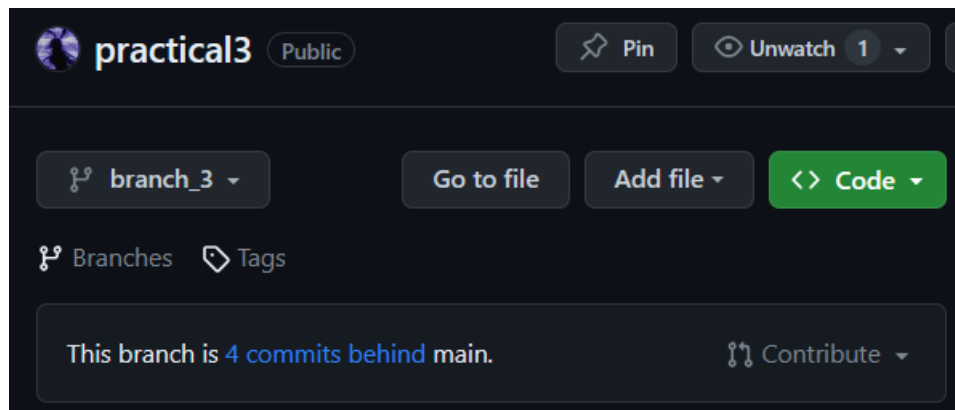 practical3 Public Pin Unwatch 1
branch_3 Go to file Add file <> Code
Branches Tags
This branch is 4 commits behind main. Contribute